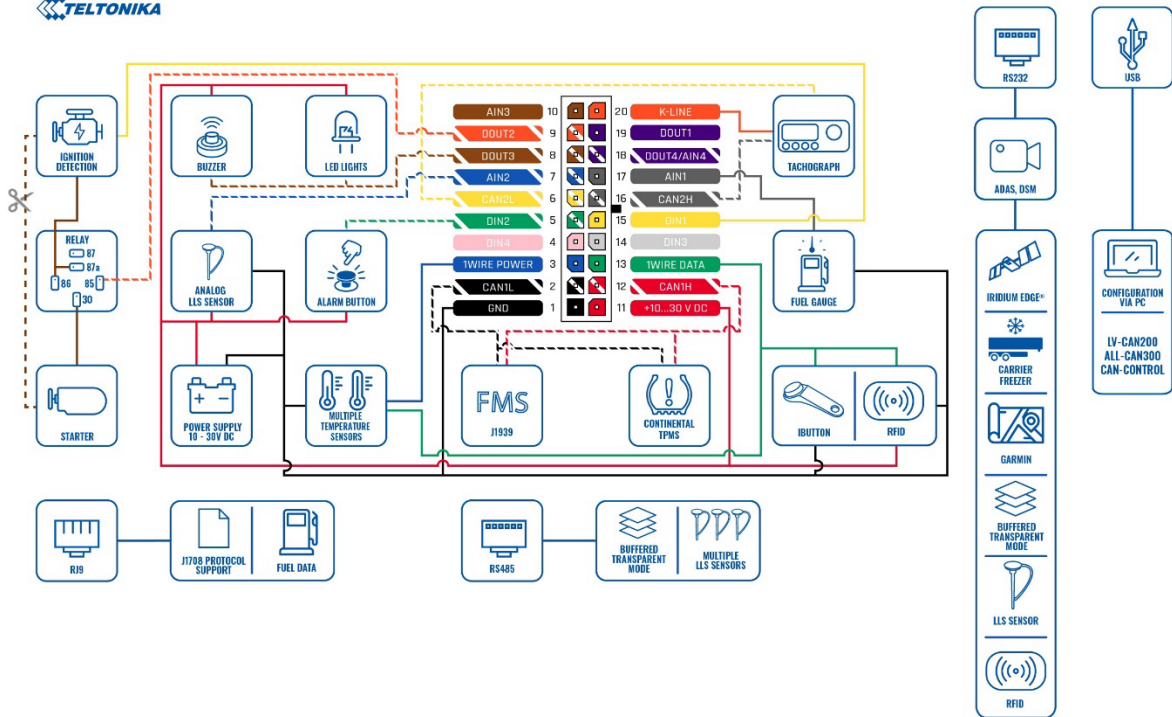 TELTONIKA
IGNITION
DETECTION
BUZZER
LED LIGHTS
AIN3 10 20 K-LINE
DOUT2 9 19 DOUT1
DOUT3 8 18 DOUT4/AIN4
AIN2 7 17 AIN1
CAN2L 6 16 CAN2H
DIN2 5 15 DIN1
DIN4 4 14 DIN3
1WIRE POWER 3 13 1WIRE DATA
CAN1L 2 12 CAN1H
GND 1 11 +10...30 V DC
TACHOGRAPH
RELAY
87
87a
86 85
30
ANALOG
LLS SENSOR
ALARM BUTTON
FUEL GAUGE
STARTER
POWER SUPPLY
10 - 30V DC
MULTIPLE
TEMPERATURE
SENSORS
FMS
J1939
CONTINENTAL
TPMS
IBUTTON
RFID
RJ9
J1708 PROTOCOL
SUPPORT
FUEL DATA
RS485
BUFFERED
TRANSPARENT
MODE
MULTIPLE
LLS SENSORS
RS232
ADAS, DSM
IRIDIUM EDGE®
CARRIER
FREEZER
GARMIN
BUFFERED
TRANSPARENT
MODE
LLS SENSOR
RFID
USB
CONFIGURATION
VIA PC
LV-CAN200
ALL-CAN300
CAN-CONTROL